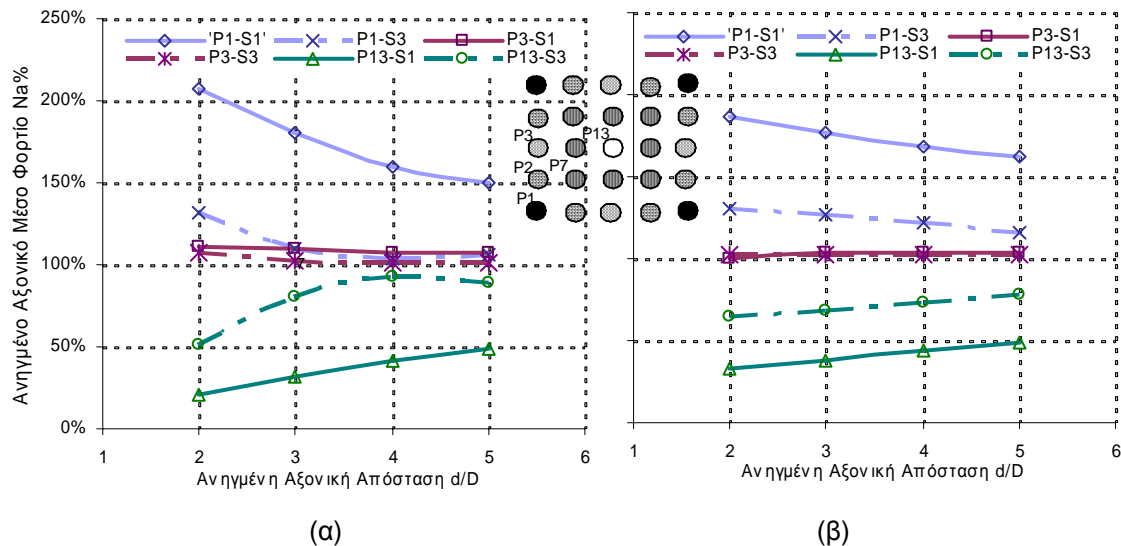 250%
200%
150%
100%
50%
0%
Ανηγμένο Αξονικό Μέσο Φορτίο Na%
'P1-S1' P1-S3 P3-S1
P3-S3 P13-S1 P13-S3
1 2 3 4 5 6
Ανηγμένη Αξονική Απόσταση d/D
(α)
P3 P13
P2 P7
P1
'P1-S1' P1-S3 P3-S1
P3-S3 P13-S1 P13-S3
1 2 3 4 5 6
Ανηγμένη Αξονική Απόσταση d/D
(β)